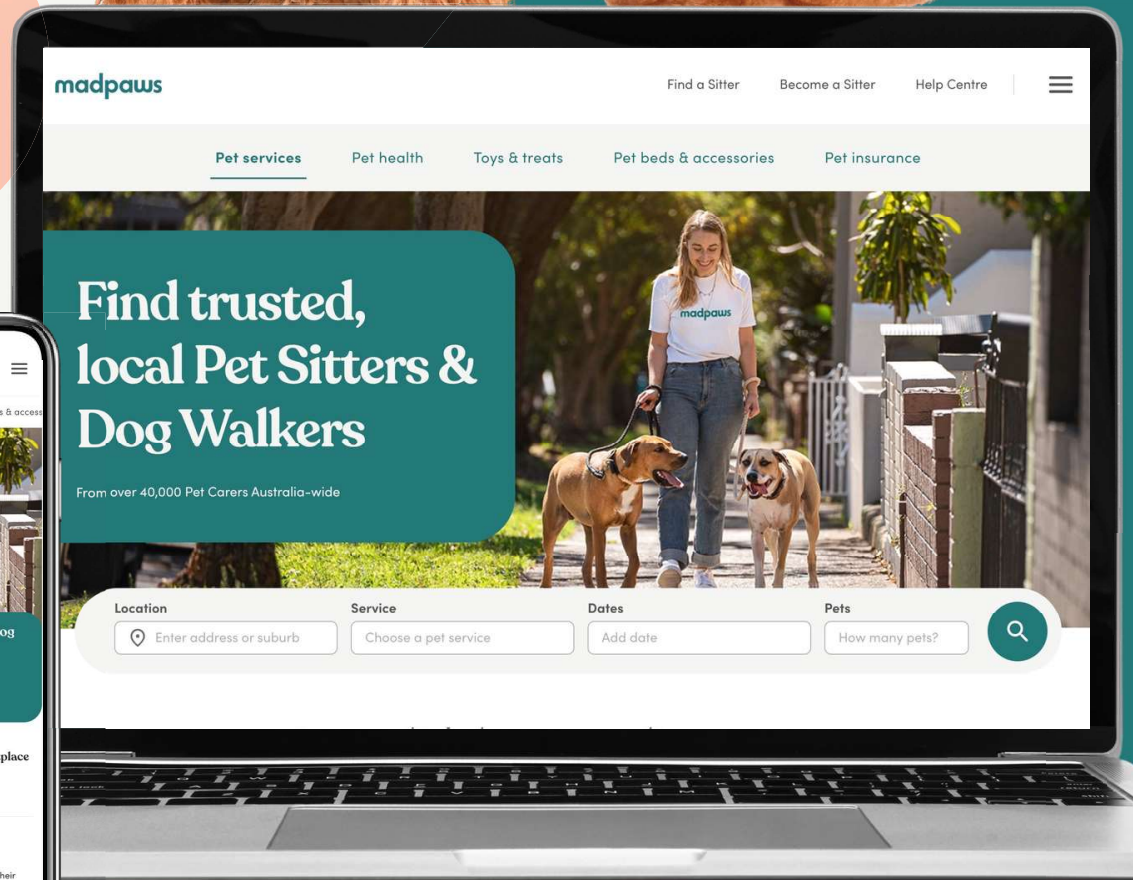 madpaws
Find a Sitter
Become a Sitter
Help Centre
Pet services
Pet health
Toys & treats
Pet beds & accessories
Pet insurance
Find trusted,
local Pet Sitters &
Dog Walkers
From over 40,000 Pet Carers Australia-wide
madpaws
Location
Service
Dates
Pets
Enter address or suburb
Choose a pet service
Add date
How many pets?